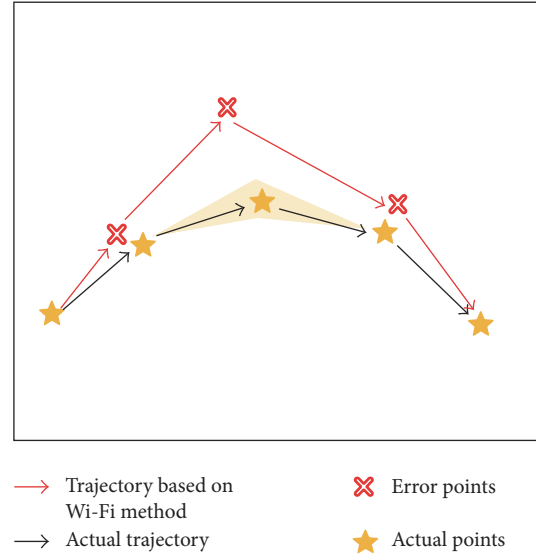 Trajectory based on
Wi-Fi method
Actual trajectory
Error points
Actual points